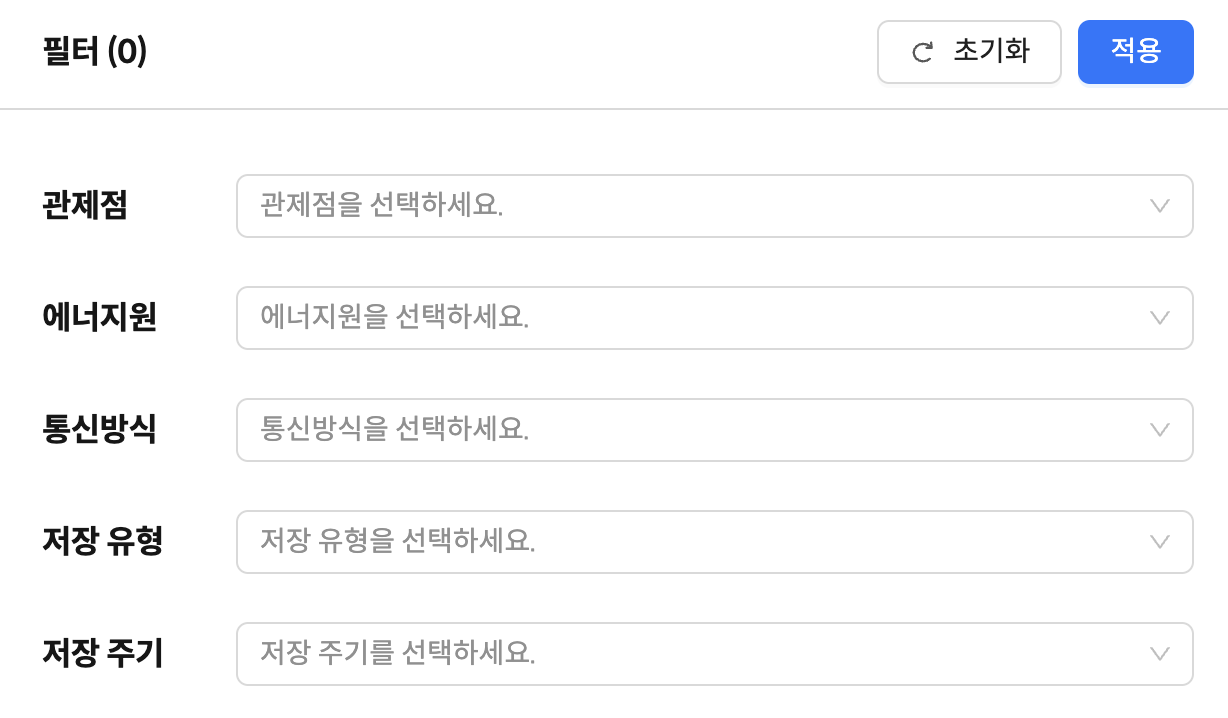 필터 (0)
초기화
적용
관제점
관제점을 선택하세요.
에너지원
에너지원을 선택하세요.
통신방식
통신방식을 선택하세요.
저장 유형
저장 유형을 선택하세요.
저장 주기
저장 주기를 선택하세요.